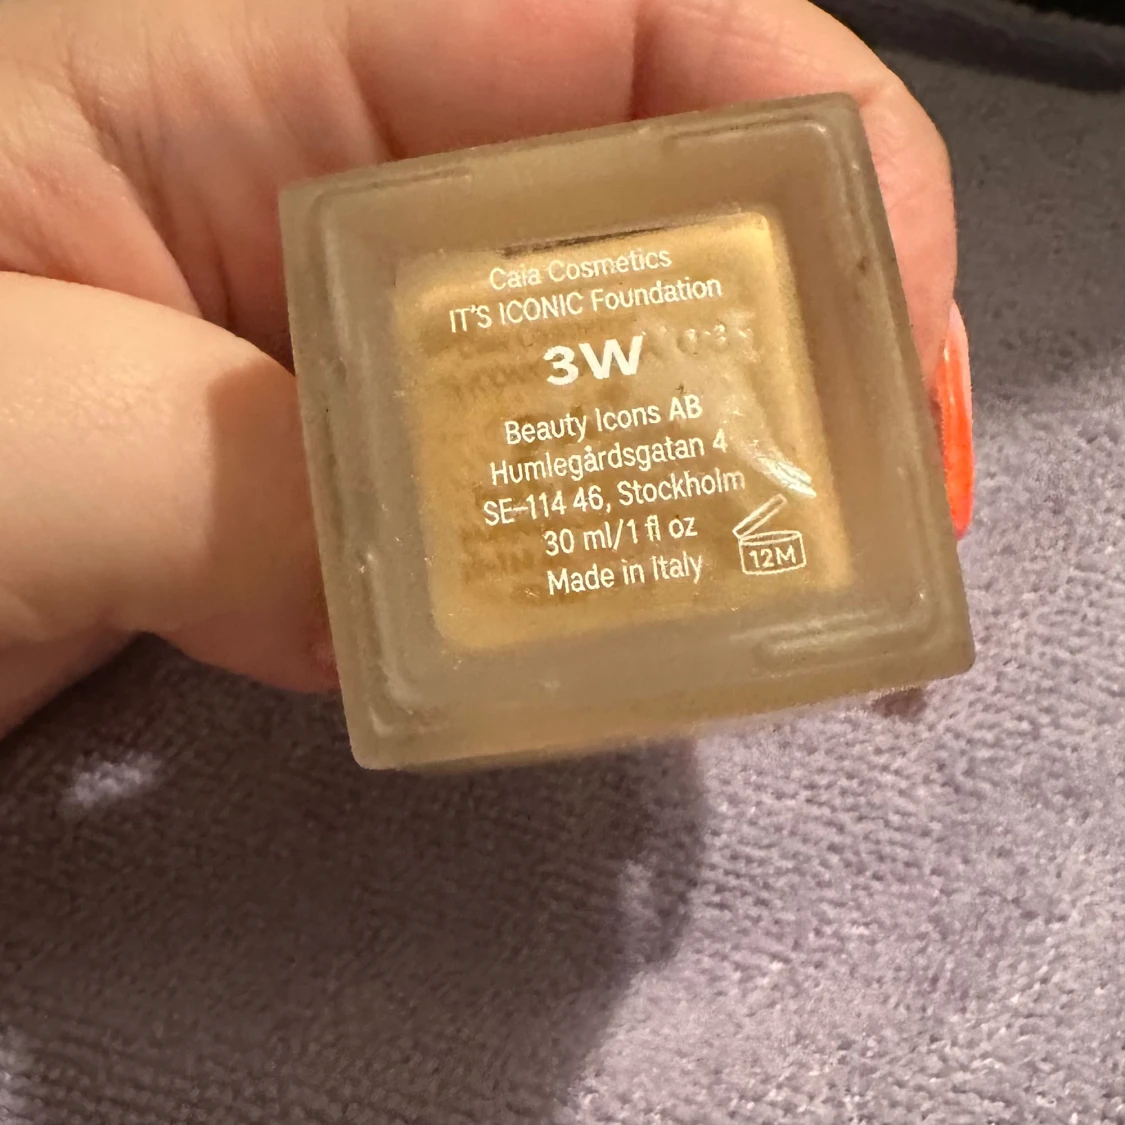 Caia Cosmetics
IT'S ICONIC Foundation
3W
Beauty Icons AB
Humlegårdsgatan 4
SE-114 46, Stockholm
30 ml/1 fl oz
Made in Italy
12M